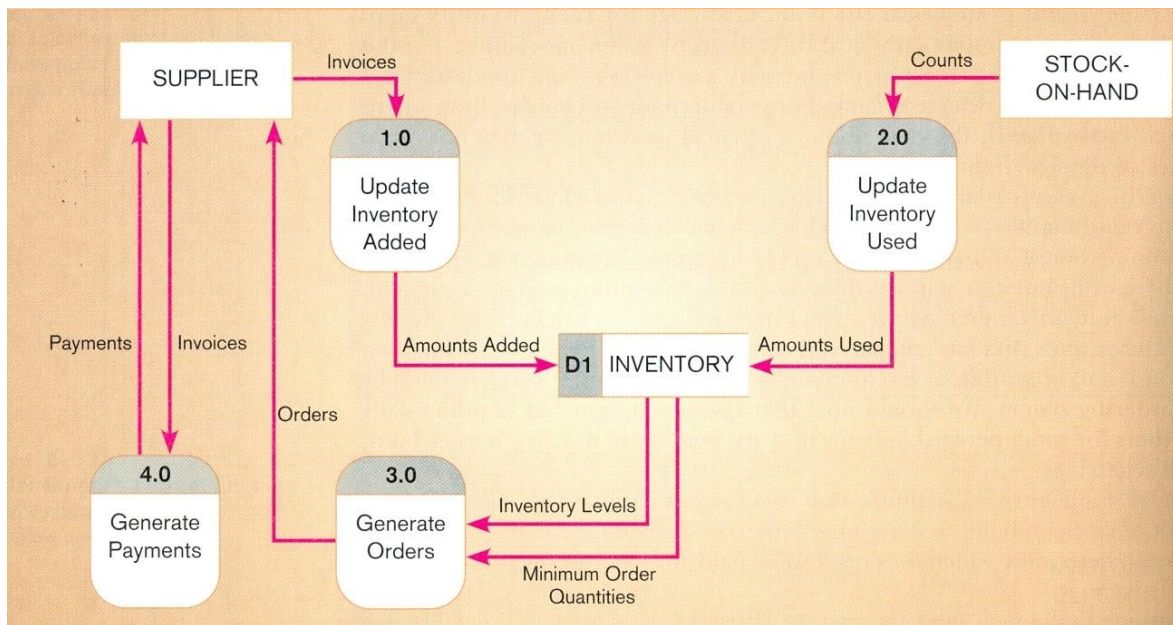 SUPPLIER
Invoices
Counts
STOCK-
ON-HAND
1.0
Update
Inventory
Added
2.0
Update
Inventory
Used
Payments
Invoices
Orders
Amounts Added
D1 INVENTORY
Amounts Used
4.0
Generate
Payments
3.0
Generate
Orders
Inventory Levels
Minimum Order
Quantities